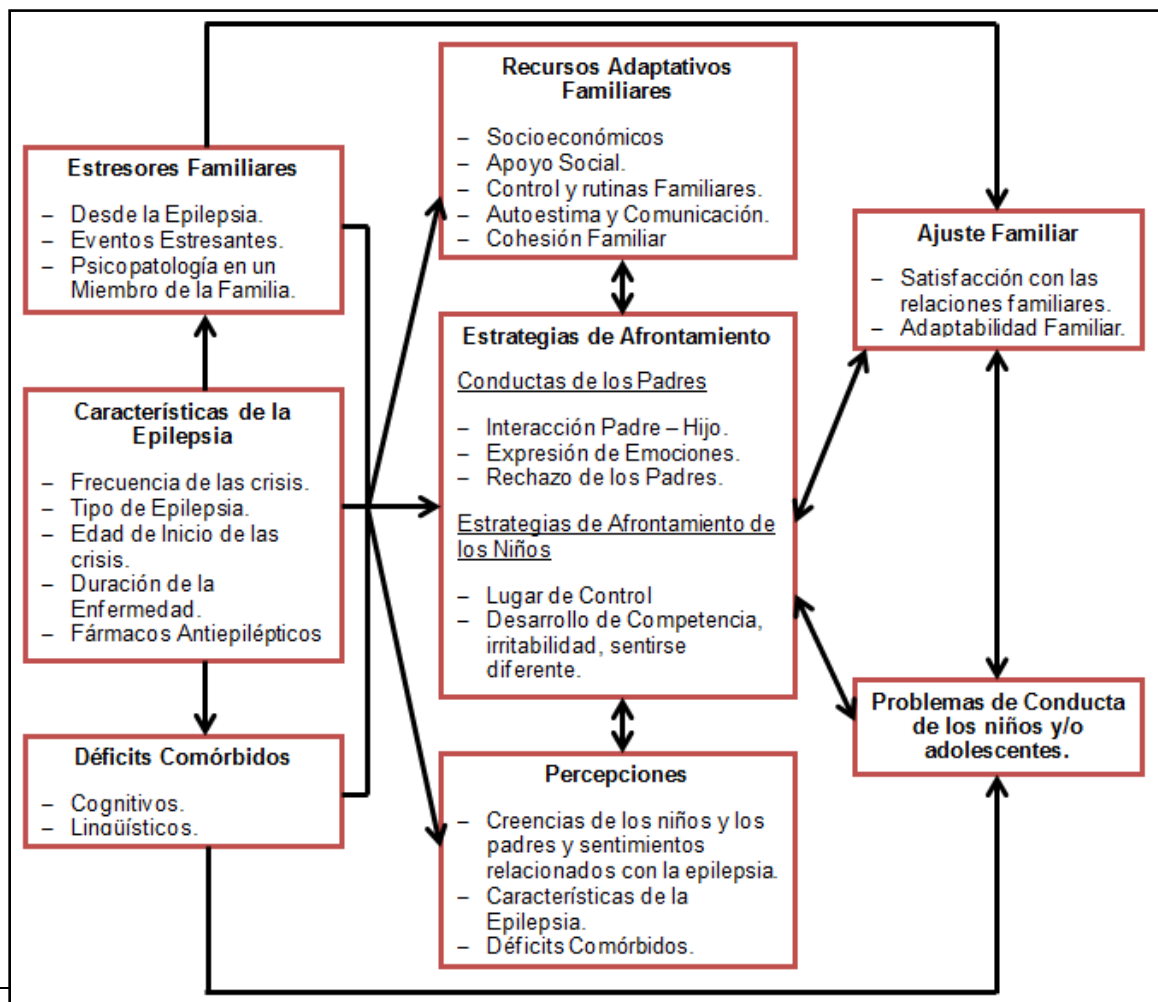 Recursos Adaptativos
Familiares
– Socioeconómicos
– Apoyo Social.
– Control y rutinas Familiares.
– Autoestima y Comunicación.
– Cohesión Familiar
Estresores Familiares
– Desde la Epilepsia.
– Eventos Estresantes.
– Psicopatología en un
Miembro de la Familia.
Ajuste Familiar
– Satisfacción con las
relaciones familiares.
– Adaptabilidad Familiar.
Estrategias de Afrontamiento
Conductas de los Padres
– Interacción Padre – Hijo.
– Expresión de Emociones.
– Rechazo de los Padres.
Estrategias de Afrontamiento de
los Niños
– Lugar de Control
– Desarrollo de Competencia,
irritabilidad, sentirse
diferente.
Características de la
Epilepsia
– Frecuencia de las crisis.
– Tipo de Epilepsia.
– Edad de Inicio de las
crisis.
– Duración de la
Enfermedad.
– Fármacos Antiepilépticos
Problemas de Conducta
de los niños y/o
adolescentes.
Déficits Comórbidos
– Cognitivos.
– Lingüísticos.
Percepciones
– Creencias de los niños y los
padres y sentimientos
relacionados con la epilepsia.
– Características de la
Epilepsia.
– Déficits Comórbidos.